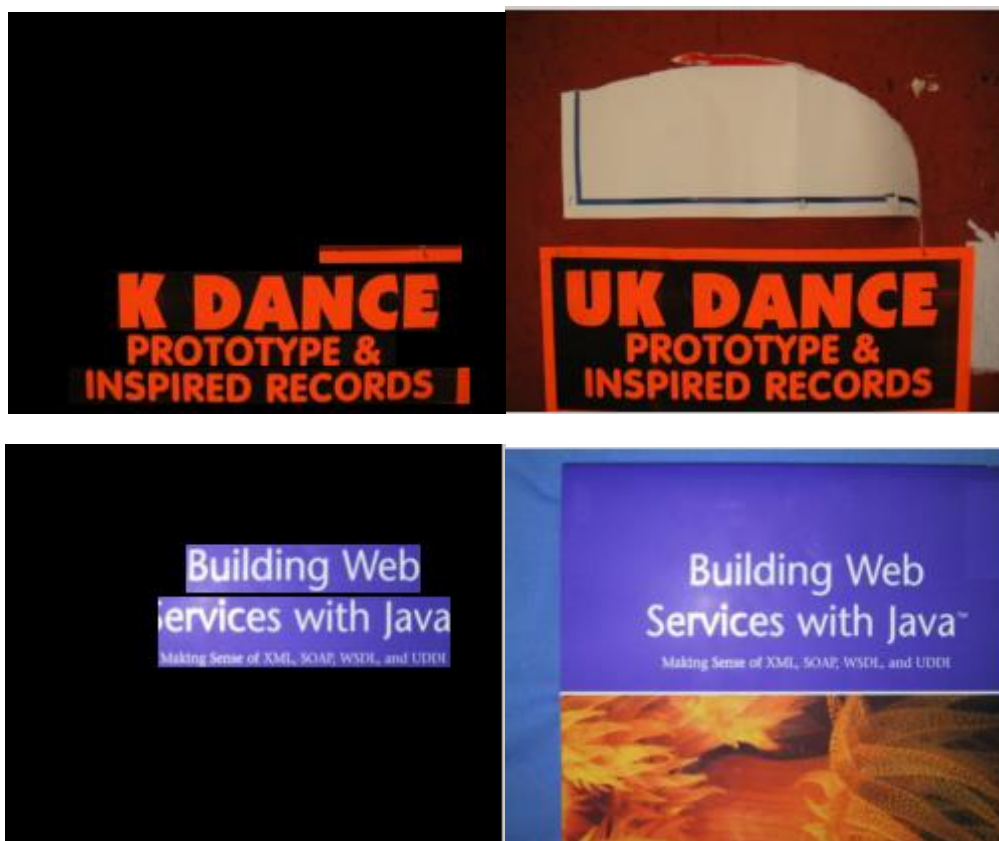 K DANCE
PROTOTYPE &
INSPIRED RECORDS
UK DANCE
PROTOTYPE &
INSPIRED RECORDS
Building Web
Services with Java
Making Sense of XML, SOAP, WSDL, and UDDI
Building Web
Services with Java™
Making Sense of XML, SOAP, WSDL, and UDDI